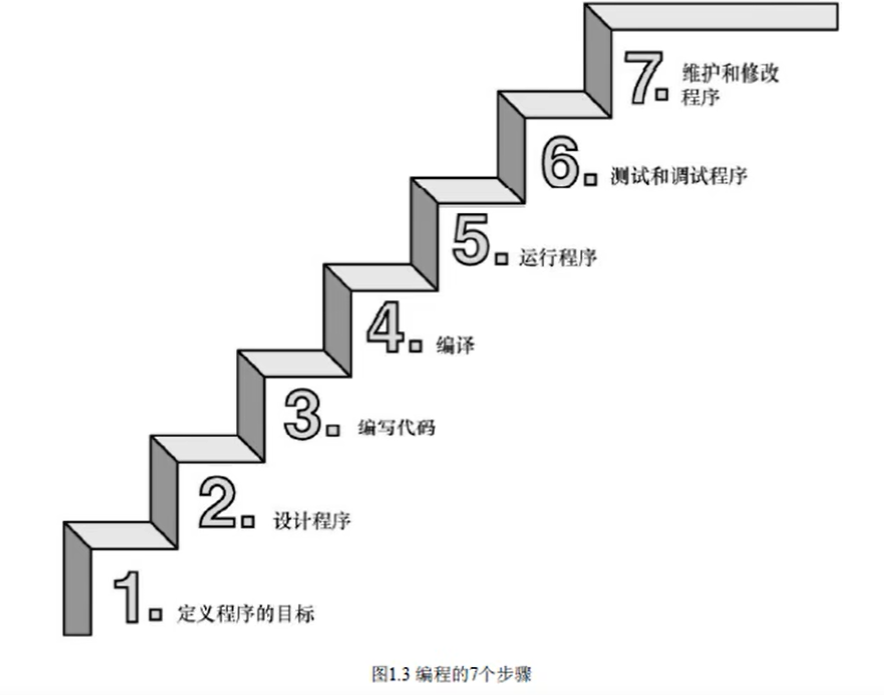 7. 维护和修改
程序
6. 测试和调试程序
5. 运行程序
4. 编译
3. 编写代码
2. 设计程序
1. 定义程序的目标
图1.3 编程的7个步骤